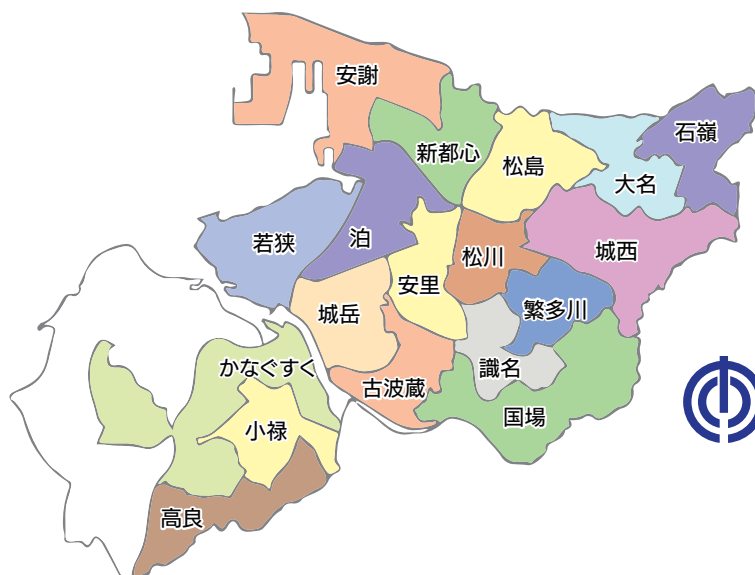 安謝
新都心
松島
石嶺
大名
若狭
泊
松川
城西
安里
繁多川
城岳
識名
かなぐすく
古波蔵
国場
小禄
高良